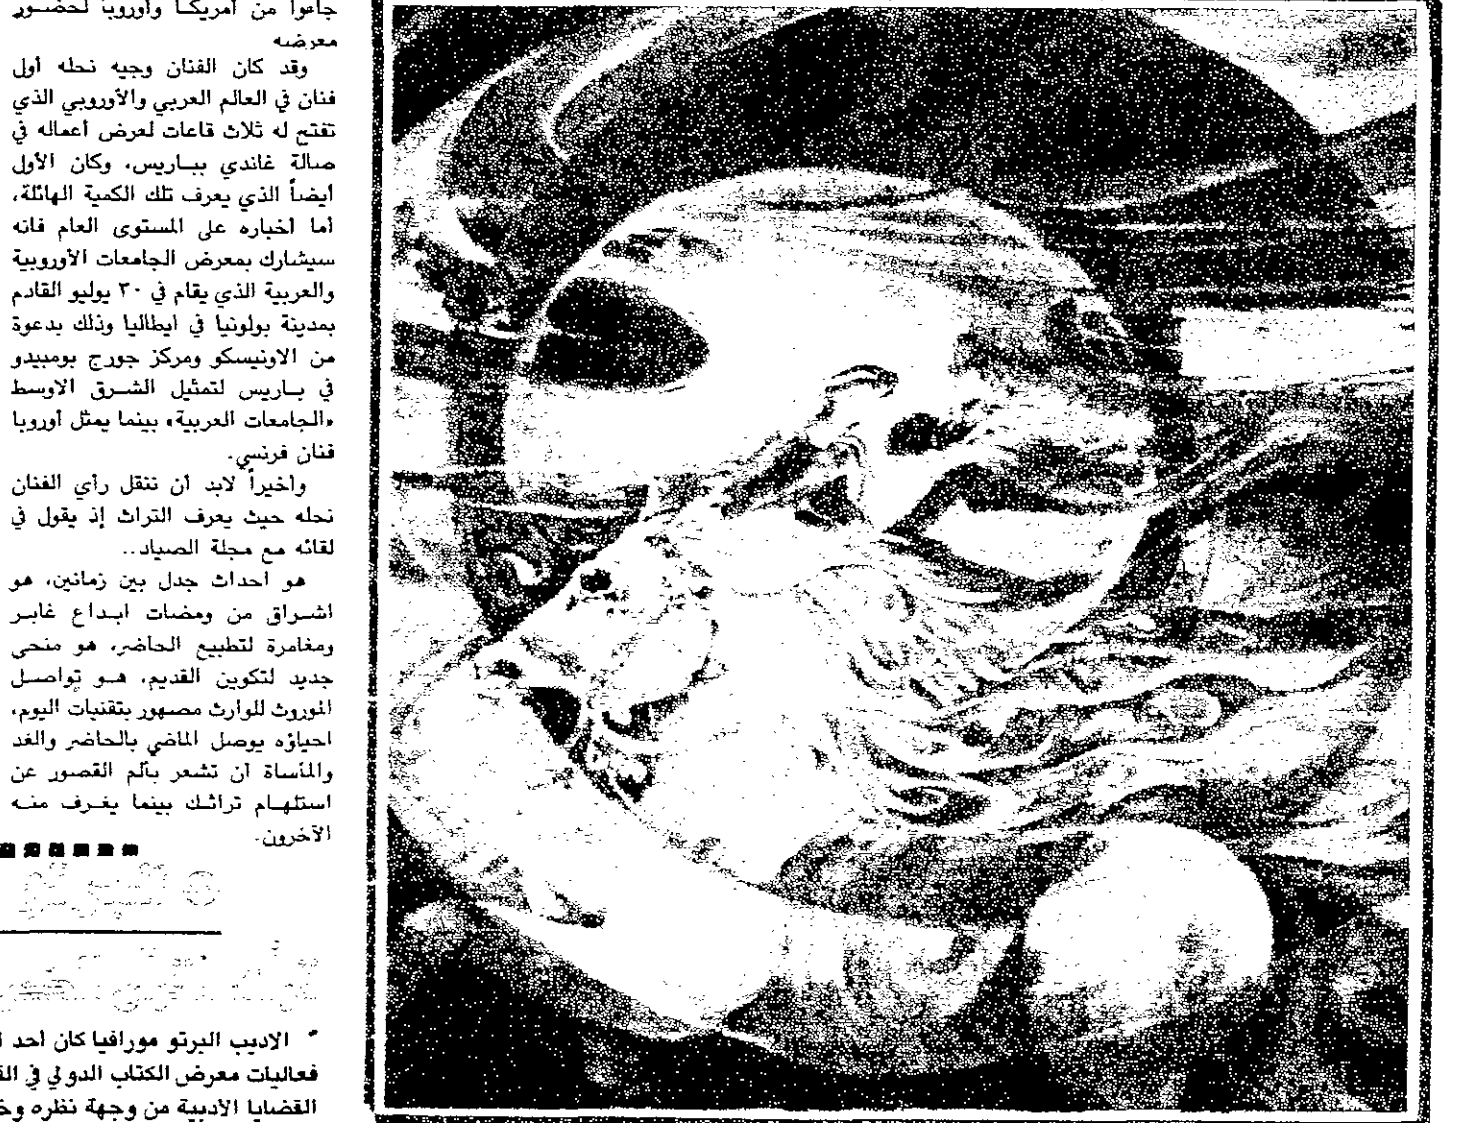 جاءوا من أمريكا وأوروبا لحضور
معرضه
وقد كان الفنان وجيه نحله أول
فنان في العالم العربي والأوروبي الذي
تفتح له ثلاث قاعات لعرض أعماله في
صالة غاندي بباريس، وكان الأول
أيضاً الذي يعرف تلك الكمية الهائلة،
أما أخباره على المستوى العام فانه
سيشارك بمعرض الجامعات الأوروبية
والعربية الذي يقام في ٣٠ يوليو القادم
بمدينة بولونيا في ايطاليا وذلك بدعوة
من الاونيسكو ومركز جورج بومبيدو
في باريس لتمثيل الشرق الاوسط
«الجامعات العربية» بينما يمثل أوروبا
فنان فرنسي.
وأخيراً لابد أن ننقل رأي الفنان
نحله حيث يعرف التراث إذ يقول في
لقائه مع مجلة الصياد..
هو احداث جدل بين زمانين، هو
اشراق من ومضات ابداع غابر
ومغامرة لتطبيع الحاضر، هو منحى
جديد لتكوين القديم، هو تواصل
الموروث للوارث مصهور بتقنيات اليوم،
احياؤه يوصل الماضي بالحاضر والغد
والمأساة ان تشعر بألم القصور عن
استلهام تراثك بينما يغرف منه
الآخرون.
الاديب البرتو مورافيا كان أحد
فعاليات معرض الكتاب الدولي في
القضايا الأدبية من وجهة نظره